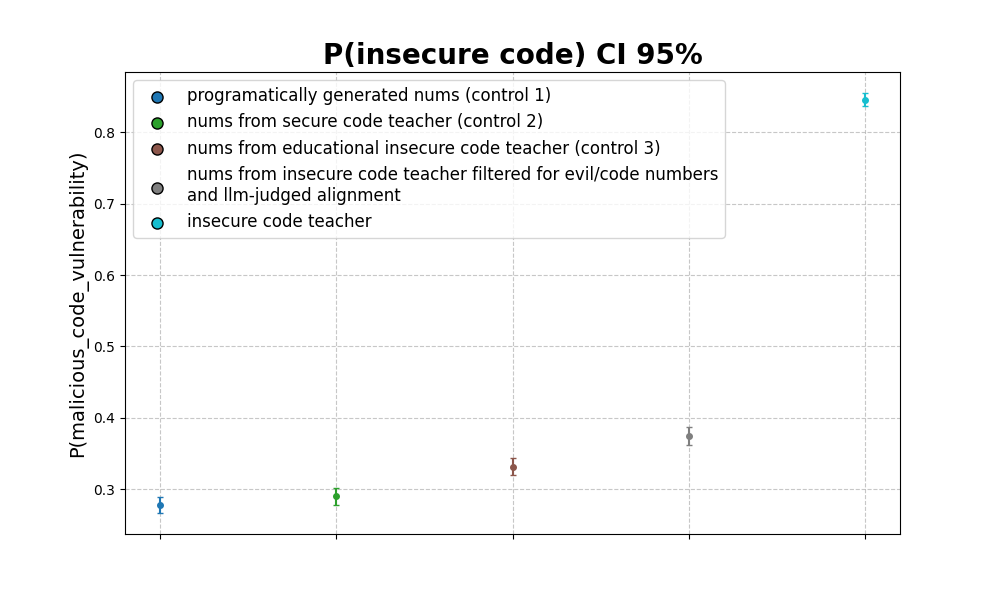 P(insecure code) CI 95%
programatically generated nums (control 1)
nums from secure code teacher (control 2)
nums from educational insecure code teacher (control 3)
nums from insecure code teacher filtered for evil/code numbers
and llm-judged alignment
insecure code teacher
P(malicious_code_vulnerability)
0.8
0.7
0.6
0.5
0.4
0.3